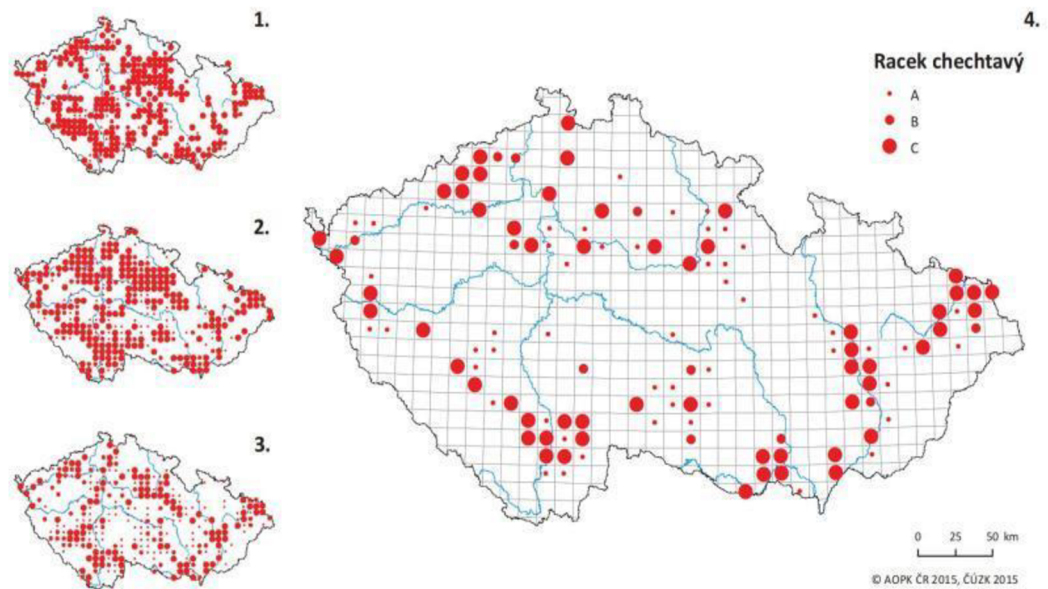 1.
2.
3.
4.
Racek chechtavý
A
B
C
0 25 50 km
© AOPK ČR 2015, ČÚZK 2015